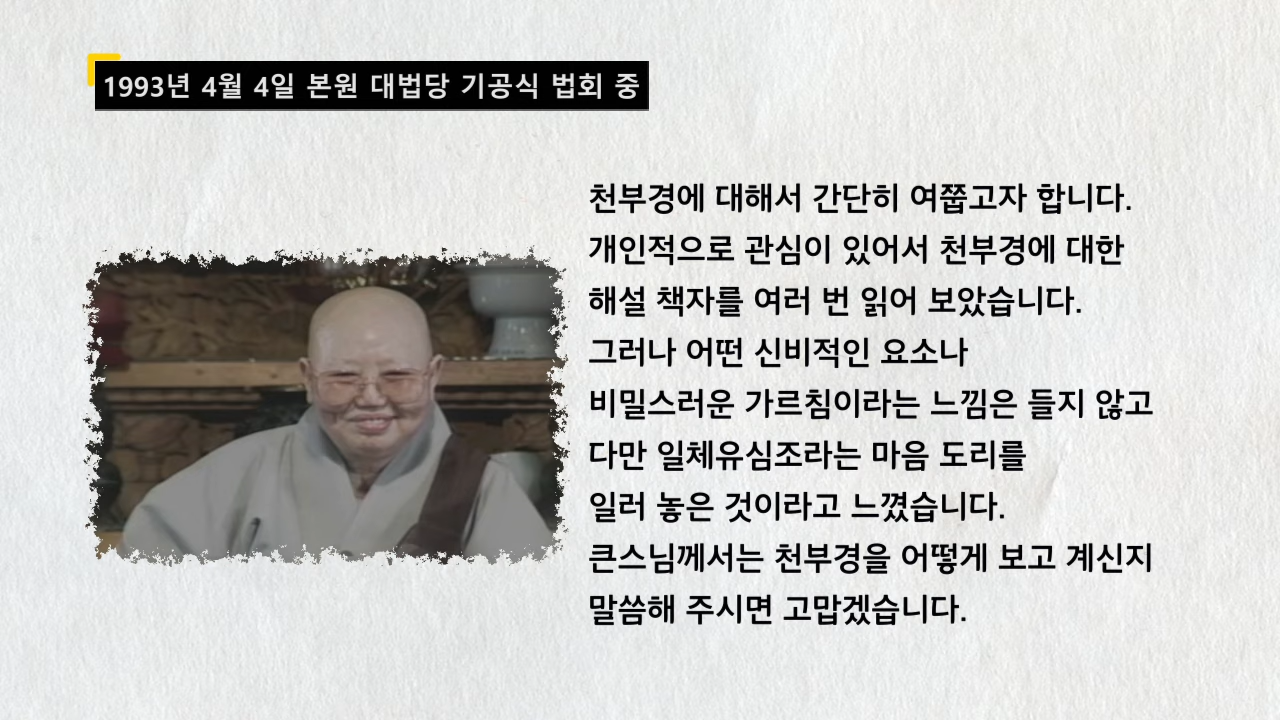 1993년 4월 4일 본원 대법당 기공식 법회 중
천부경에 대해서 간단히 여쭙고자 합니다.
개인적으로 관심이 있어서 천부경에 대한
해설 책자를 여러 번 읽어 보았습니다.
그러나 어떤 신비적인 요소나
비밀스러운 가르침이라는 느낌은 들지 않고
다만 일체유심조라는 마음 도리를
일러 놓은 것이라고 느꼈습니다.
큰스님께서는 천부경을 어떻게 보고 계신지
말씀해 주시면 고맙겠습니다.